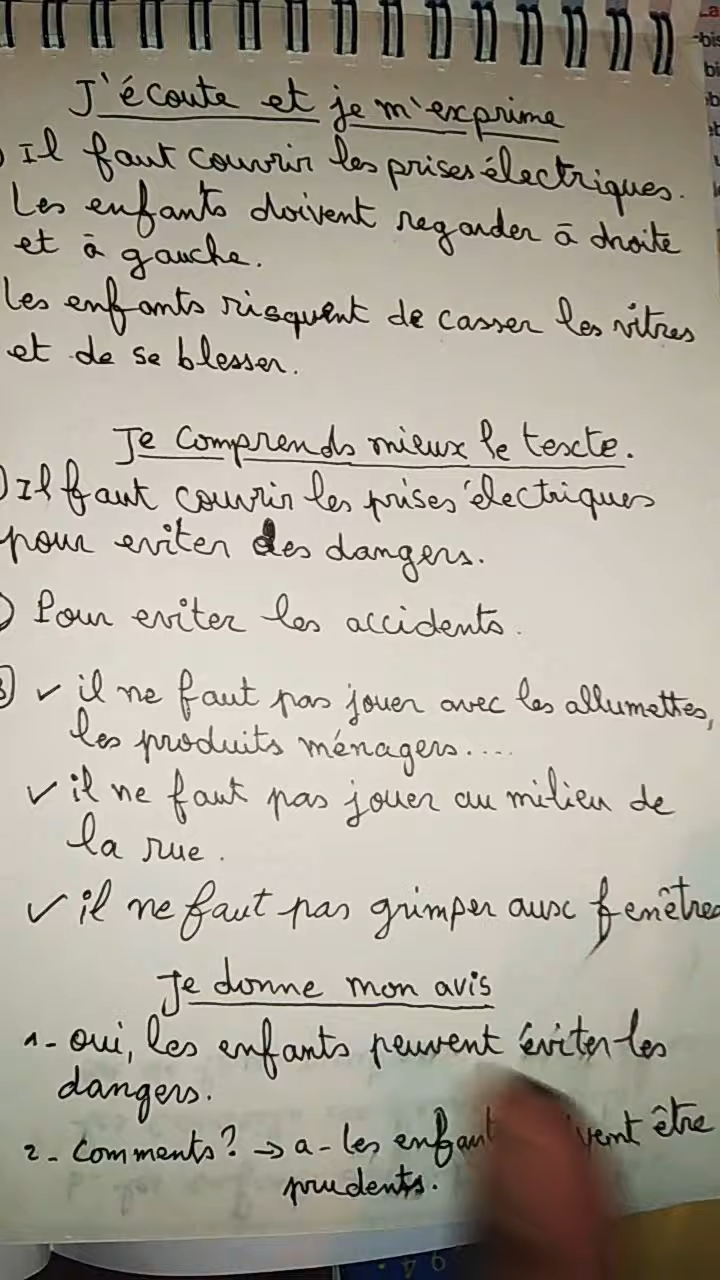 J'écoute et je m'exprime
) Il faut couvrir les prises électriques.
Les enfants doivent regarder à droite
et à gauche.
Les enfants risquent de casser les vitres
et de se blesser.
Je comprends mieux le texte.
) Il faut couvrir les prises électriques
pour eviter des dangers.
) Pour eviter les accidents.
3) ✓ il ne faut pas jouer avec les allumettes,
les produits ménagers....
✓ il ne faut pas jouer au milieu de
la rue.
✓ il ne faut pas grimper aux fenêtres
Je donne mon avis
1- oui, les enfants peuvent éviter les
dangers.
2- Comments? → a- les enfant être
prudents.